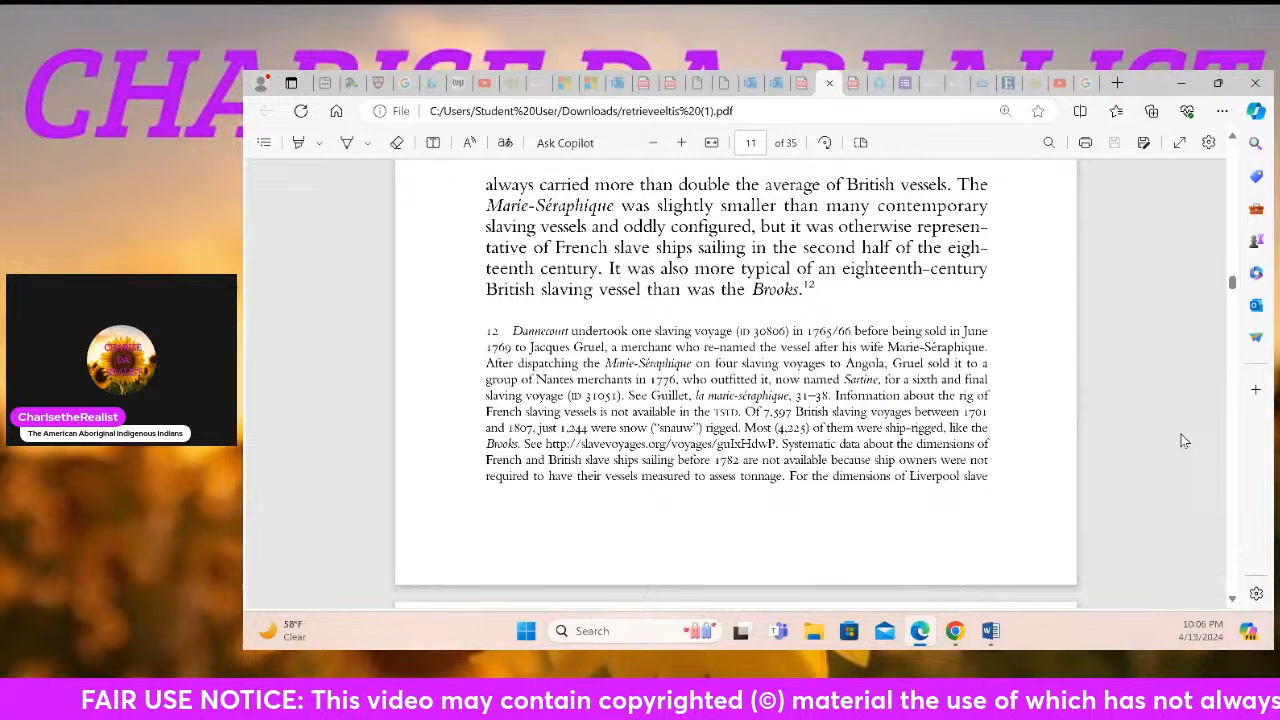 CHARISE DA REALIST
File
C:/Users/Student%20User/Downloads/retrieveeltis%20(1).pdf
Ask Copilot
11
of 35
always carried more than double the average of British vessels. The
Marie-Séraphique was slightly smaller than many contemporary
slaving vessels and oddly configured, but it was otherwise represen-
tative of French slave ships sailing in the second half of the eigh-
teenth century. It was also more typical of an eighteenth-century
British slaving vessel than was the Brooks.12
12 Dannecourt undertook one slaving voyage (ID 30806) in 1765/66 before being sold in June
1769 to Jacques Gruel, a merchant who re-named the vessel after his wife Marie-Séraphique.
After dispatching the Marie-Séraphique on four slaving voyages to Angola, Gruel sold it to a
group of Nantes merchants in 1776, who outfitted it, now named Sartine, for a sixth and final
slaving voyage (ID 31051). See Guillet, la marie-séraphique, 31–38. Information about the rig of
French slaving vessels is not available in the TSTD. Of 7,595 British slaving voyages between 1701
and 1807, just 1,244 were snow ("snauw") rigged. Most (4,225) of them were ship-rigged, like the
Brooks. See http://slavevoyages.org/voyages/guIxHdwP. Systematic data about the dimensions of
French and British slave ships sailing before 1782 are not available because ship owners were not
required to have their vessels measured to assess tonnage. For the dimensions of Liverpool slave
CHARISE
DA
REALIST
CharisetheRealist
The American Aboriginal Indigenous Indians
58°F
Clear
Search
10:06 PM
4/13/2024
FAIR USE NOTICE: This video may contain copyrighted (©) material the use of which has not always